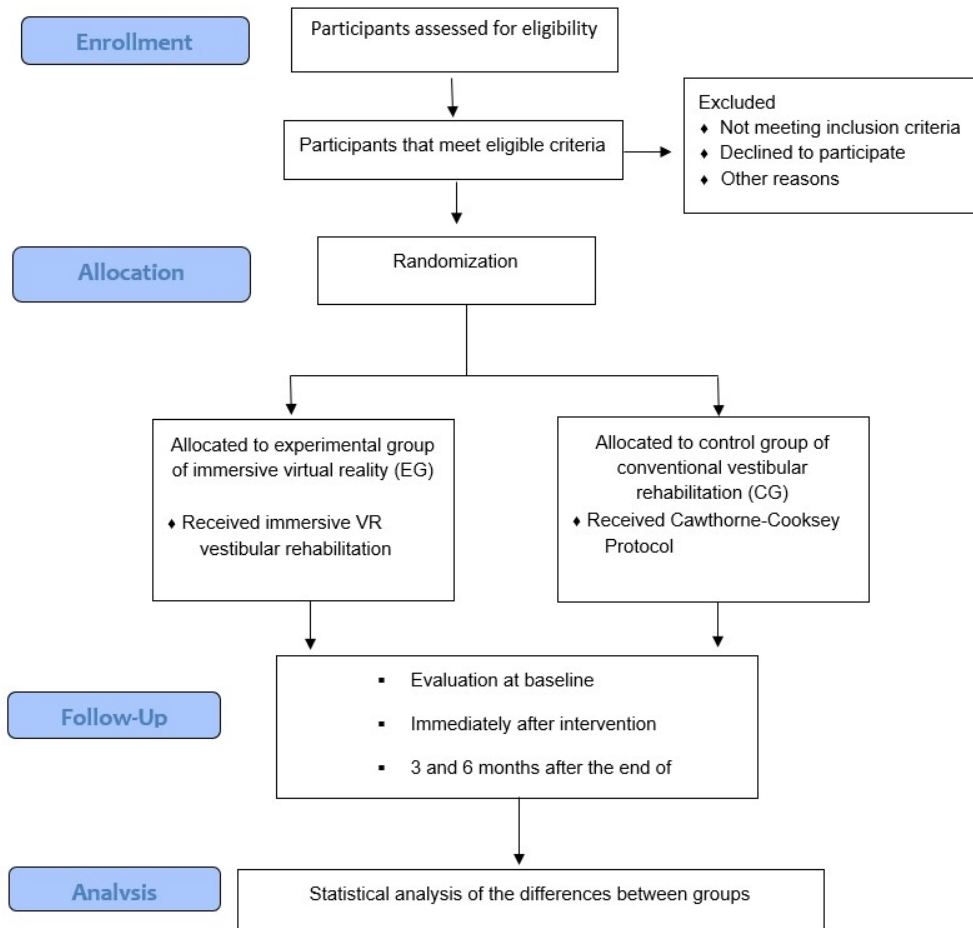 Enrollment
Participants assessed for eligibility
Participants that meet eligible criteria
Excluded
♦ Not meeting inclusion criteria
♦ Declined to participate
♦ Other reasons
Allocation
Randomization
Allocated to experimental group
of immersive virtual reality (EG)
♦ Received immersive VR
vestibular rehabilitation
Allocated to control group of
conventional vestibular
rehabilitation (CG)
♦ Received Cawthorne-Cooksey
Protocol
Follow-Up
▪ Evaluation at baseline
▪ Immediately after intervention
▪ 3 and 6 months after the end of
Analysis
Statistical analysis of the differences between groups